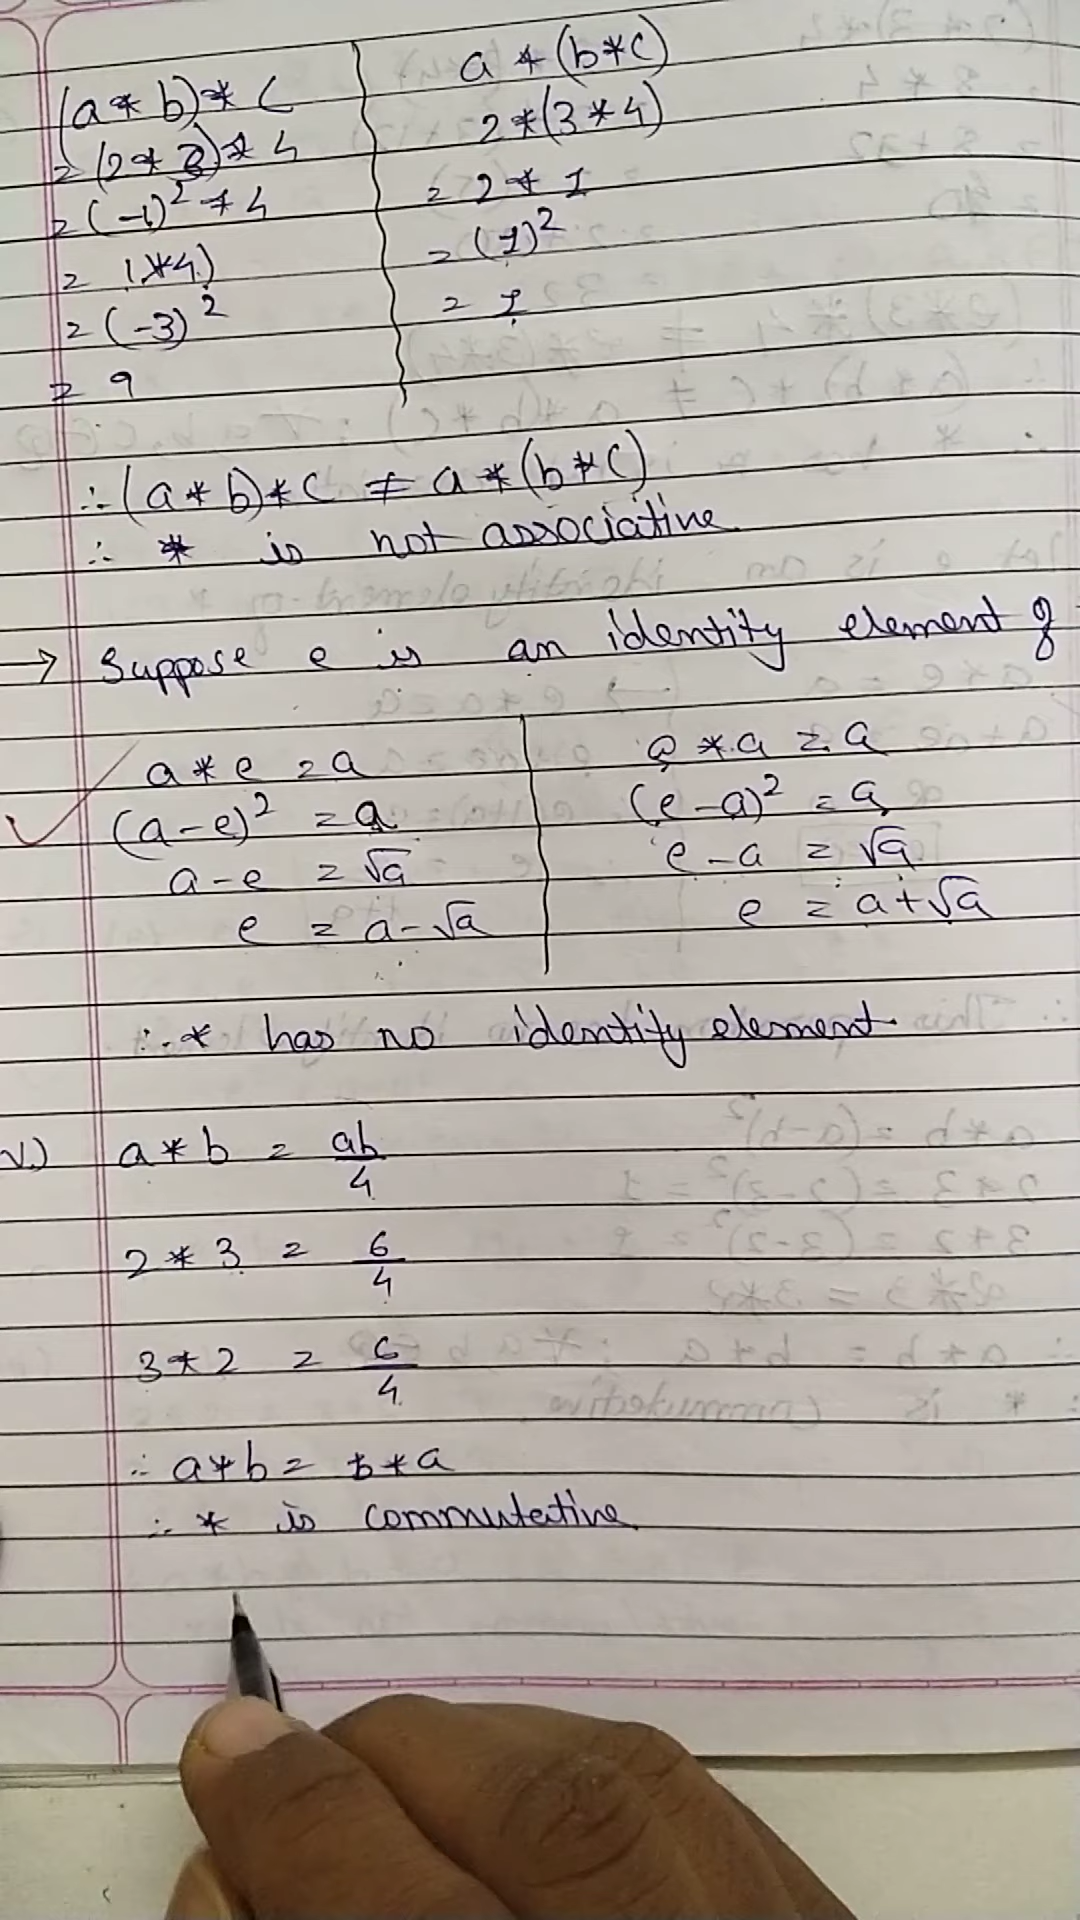 (a * b) * c
= (2 * 3) * 4
= (-1)² * 4
= 1 * 4)
= (-3)²
= 9
a * (b * c)
2 * (3 * 4)
= 2 * 1
= (1)²
= 1
∴ (a * b) * c ≠ a * (b * c)
∴ * is not associative
→ Suppose e is an identity element of
a * e = a
(a - e)² = a
a - e = √a
e = a - √a
e * a = a
(e - a)² = a
e - a = √a
e = a + √a
∴ * has no identity element.
v.) a * b = ab/4
2 * 3 = 6/4
3 * 2 = 6/4
∴ a * b = b * a
∴ * is commutative